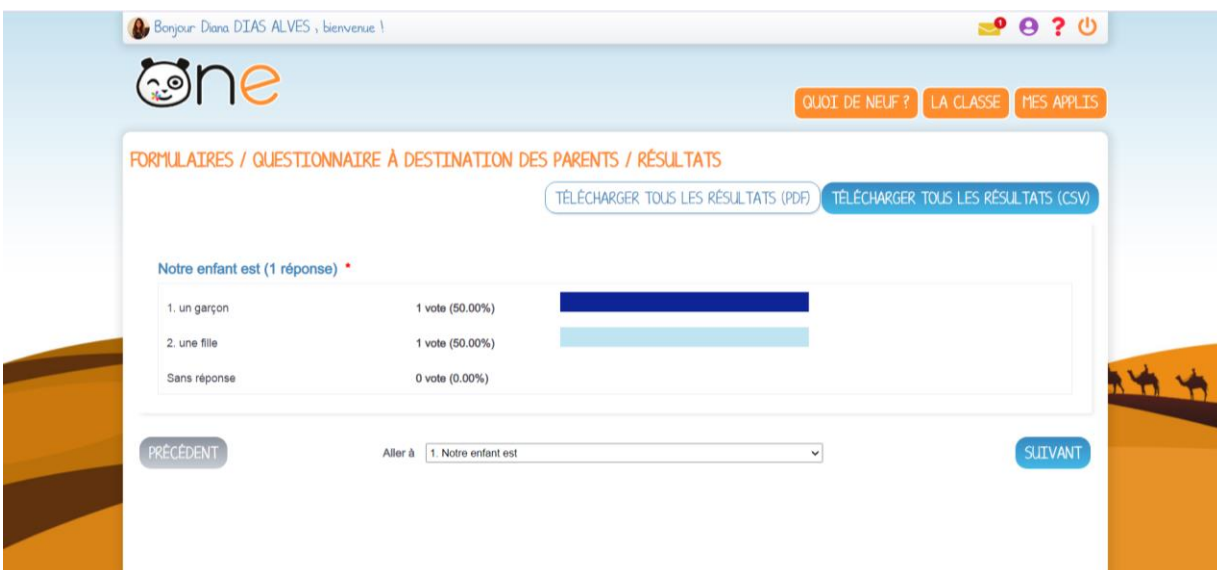 Bonjour Diana DIAS ALVES , bienvenue !
1
?
one
QUOI DE NEUF ? LA CLASSE MES APPLIS
FORMULAIRES / QUESTIONNAIRE À DESTINATION DES PARENTS / RÉSULTATS
TÉLÉCHARGER TOUS LES RÉSULTATS (PDF) TÉLÉCHARGER TOUS LES RÉSULTATS (CSV)
Notre enfant est (1 réponse) *
1. un garçon 1 vote (50.00%)
2. une fille 1 vote (50.00%)
Sans réponse 0 vote (0.00%)
PRÉCÉDENT Aller à 1. Notre enfant est SUIVANT